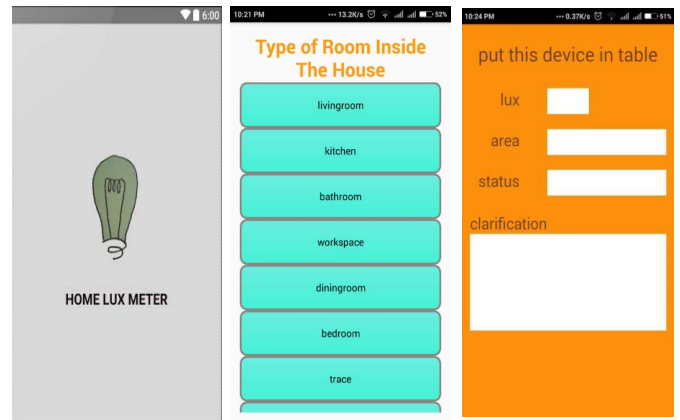 6:00
HOME LUX METER
10:21 PM ... 13.2K/s 52%
Type of Room Inside
The House
livingroom
kitchen
bathroom
workspace
diningroom
bedroom
trace
10:24 PM ... 0.37K/s 51%
put this device in table
lux
area
status
clarification